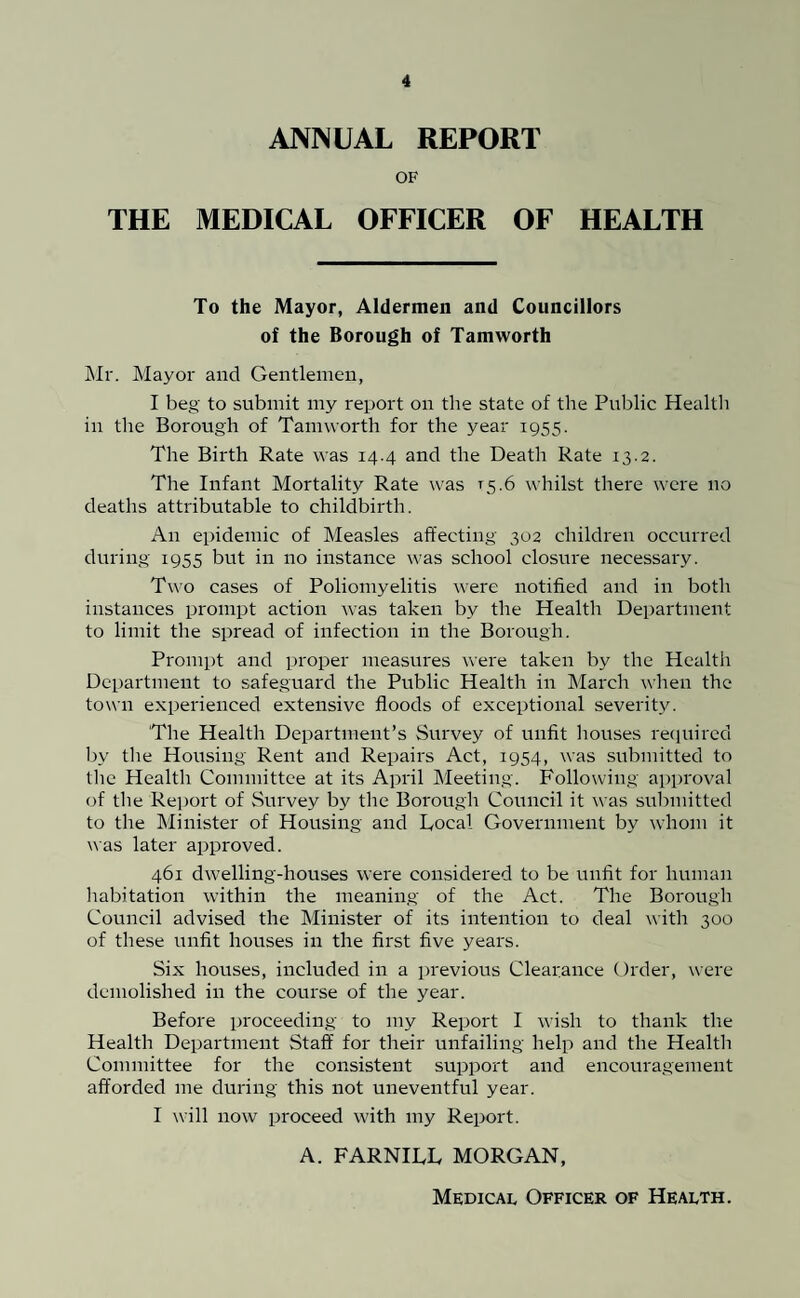 4
ANNUAL REPORT
OF
THE MEDICAL OFFICER OF HEALTH
To the Mayor, Aldermen and Councillors
of the Borough of Tamworth
Mr. Mayor and Gentlemen,
I beg to submit my report on the state of the Public Health
in the Borough of Tamworth for the year 1955.
The Birth Rate was 14.4 and the Death Rate 13.2.
The Infant Mortality Rate was 15.6 whilst there were no
deaths attributable to childbirth.
An epidemic of Measles affecting 302 children occurred
during 1955 but in no instance was school closure necessary.
Two cases of Poliomyelitis were notified and in both
instances prompt action was taken by the Health Department
to limit the spread of infection in the Borough.
Prompt and proper measures were taken by the Health
Department to safeguard the Public Health in March when the
town experienced extensive floods of exceptional severity.
The Health Department's Survey of unfit houses required
by the Housing Rent and Repairs Act, 1954, was submitted to
the Health Committee at its April Meeting. Following approval
of the Report of Survey by the Borough Council it was submitted
to the Minister of Housing and Local Government by whom it
was later approved.
461 dwelling-houses were considered to be unfit for human
habitation within the meaning of the Act. The Borough
Council advised the Minister of its intention to deal with 300
of these unfit houses in the first five years.
Six houses, included in a previous Clearance Order, were
demolished in the course of the year.
Before proceeding to my Report I wish to thank the
Health Department Staff for their unfailing help and the Health
Committee for the consistent support and encouragement
afforded me during this not uneventful year.
I will now proceed with my Report.
A. FARNILL MORGAN,
MEDICAL OFFICER OF HEALTH.